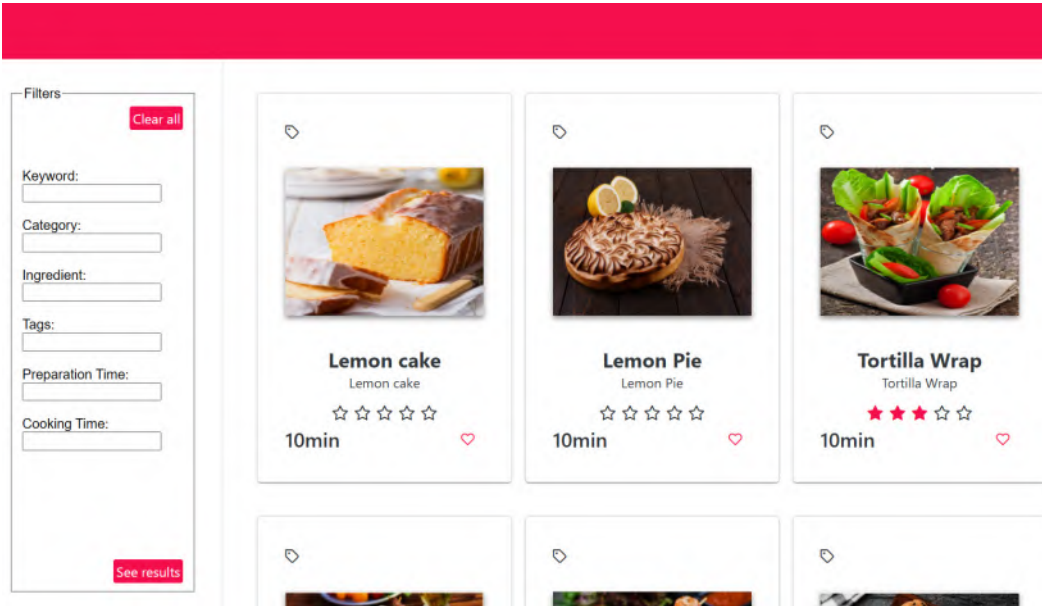 Filters
Clear all
Keyword:
Category:
Ingredient:
Tags:
Preparation Time:
Cooking Time:
See results
Lemon cake
Lemon cake
10min
Lemon Pie
Lemon Pie
10min
Tortilla Wrap
Tortilla Wrap
10min